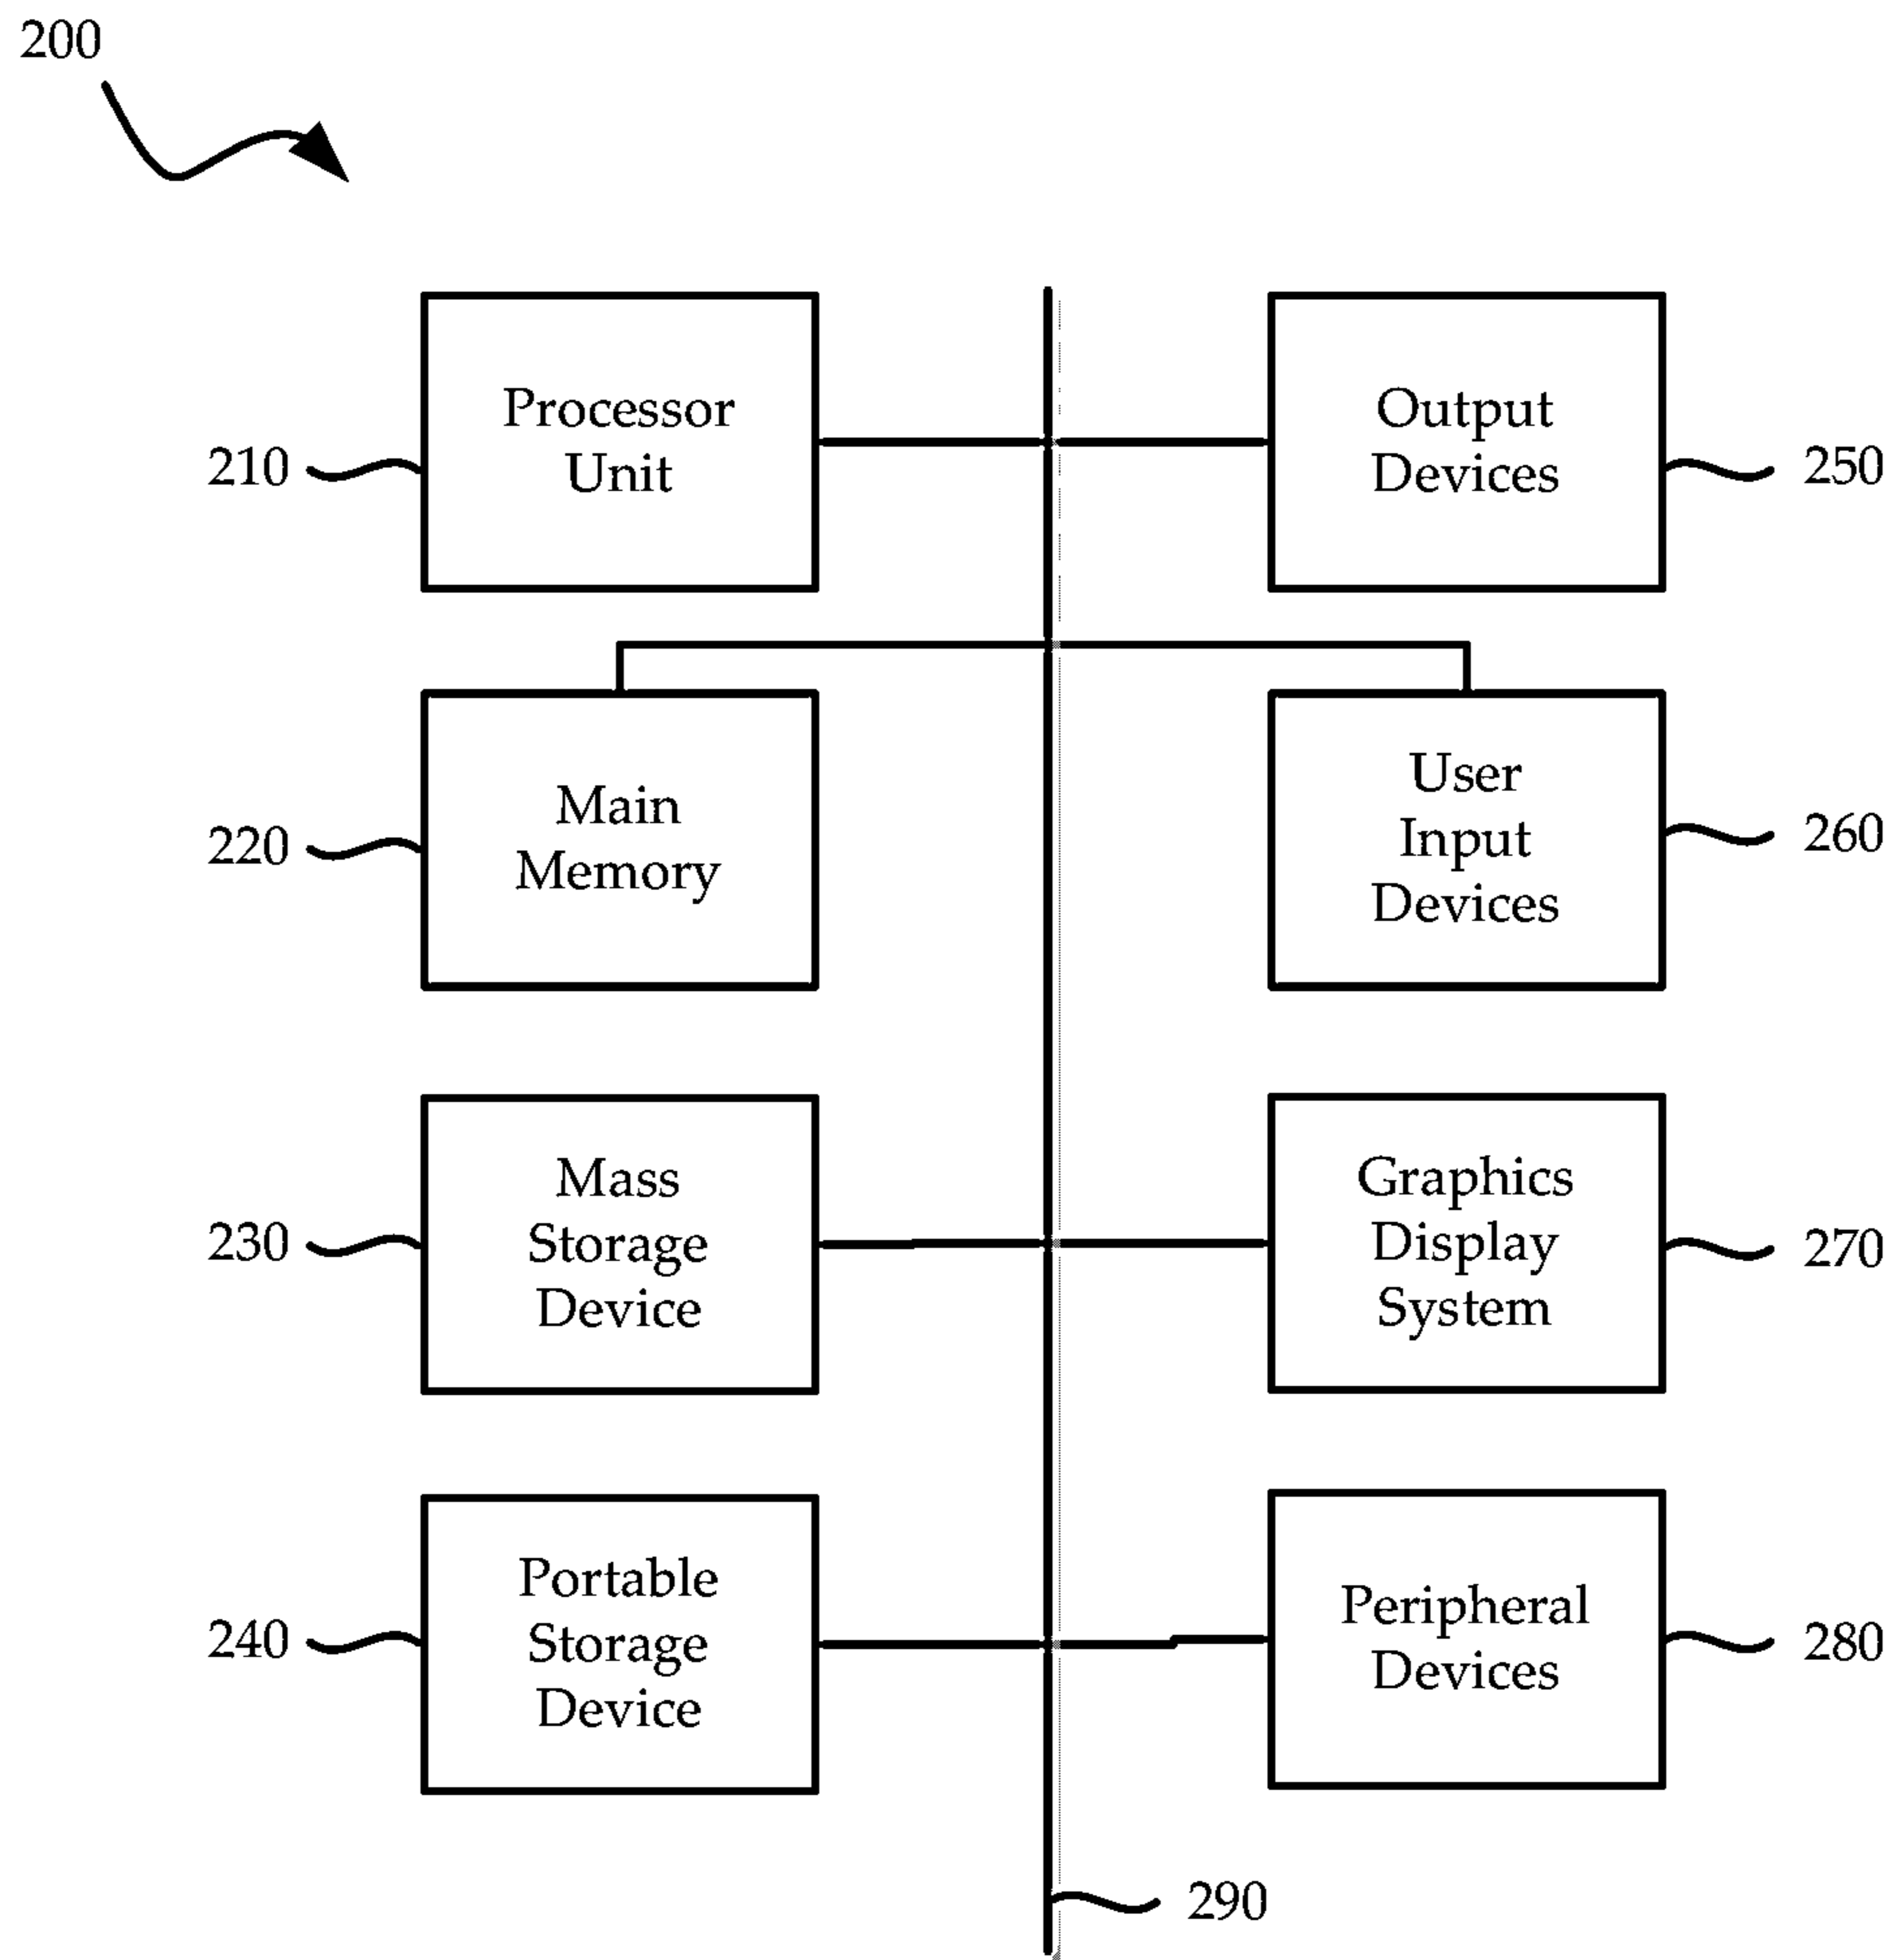 200
Processor
Unit
210
Output
Devices
250
Main
Memory
220
User
Input
Devices
260
Mass
Storage
Device
230
Graphics
Display
System
270
Portable
Storage
Device
240
Peripheral
Devices
280
290